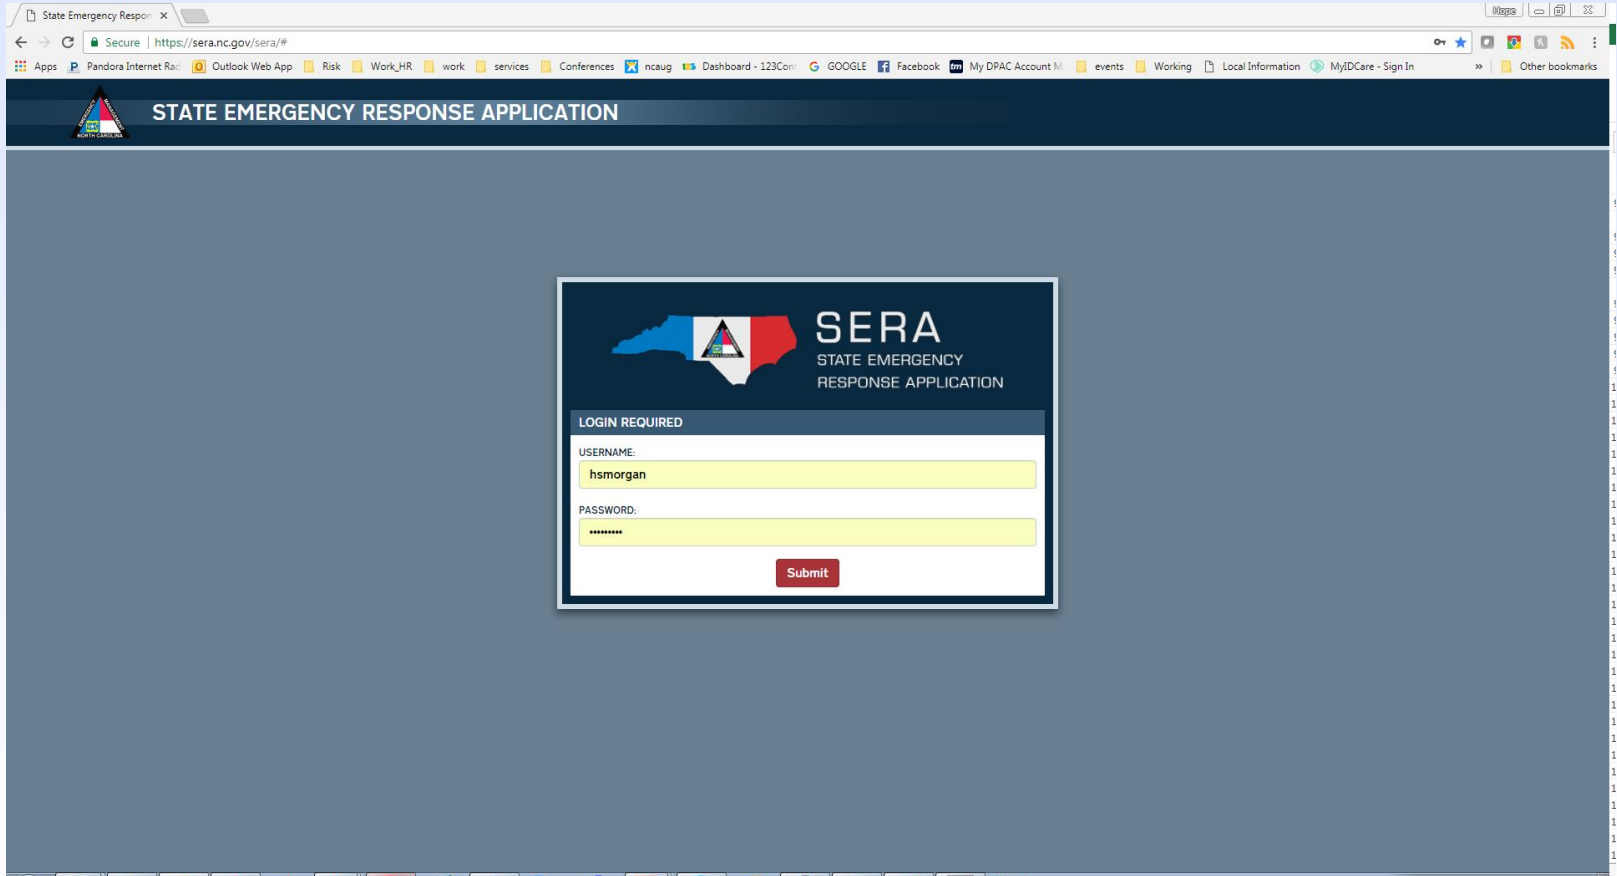 State Emergency Respon
Hope
Secure | https://sera.nc.gov/sera/#
Apps Pandora Internet Rad Outlook Web App Risk Work_HR work services Conferences ncaug Dashboard - 123Con GOOGLE Facebook My DPAC Account M events Working Local Information MyIDCare - Sign In » Other bookmarks
STATE EMERGENCY RESPONSE APPLICATION
SERA
STATE EMERGENCY
RESPONSE APPLICATION
LOGIN REQUIRED
USERNAME:
hsmorgan
PASSWORD:
•••••••••
Submit